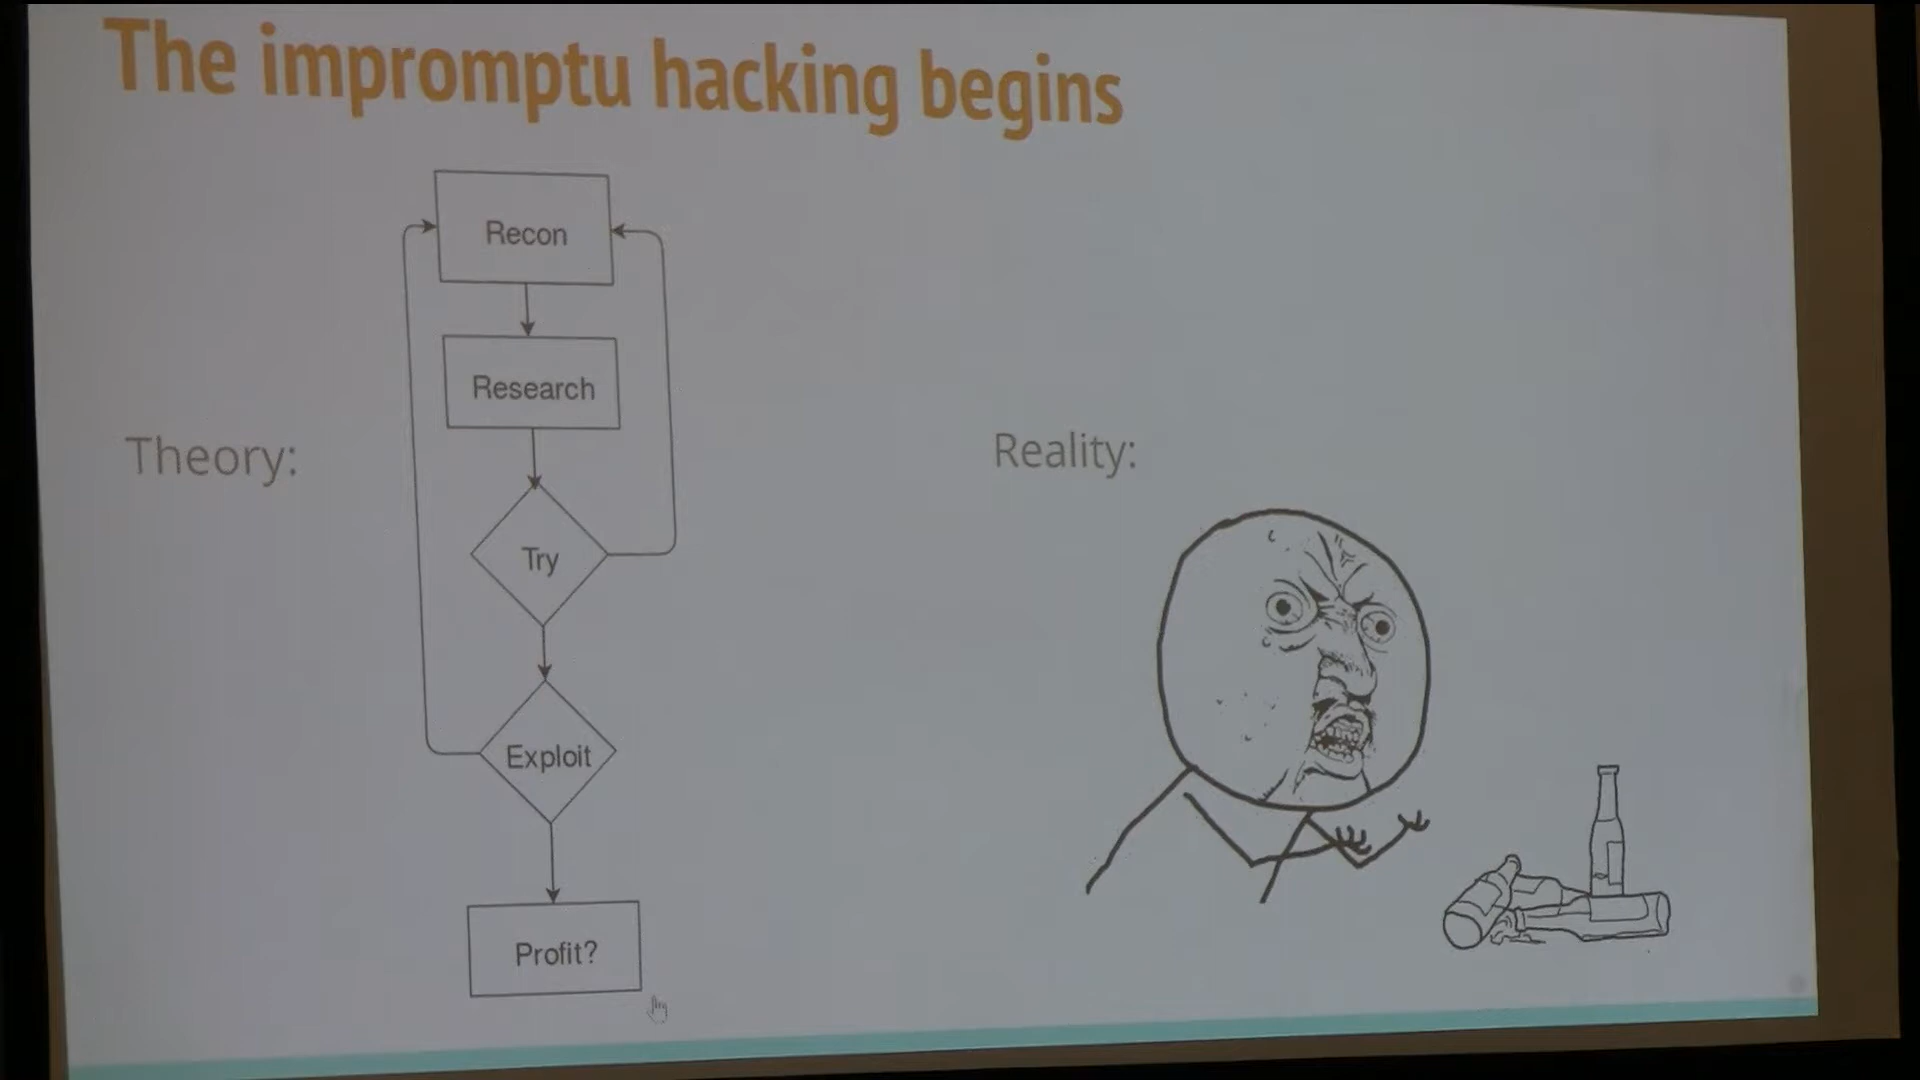 The impromptu hacking begins
Theory:
Recon
Research
Try
Exploit
Profit?
Reality: